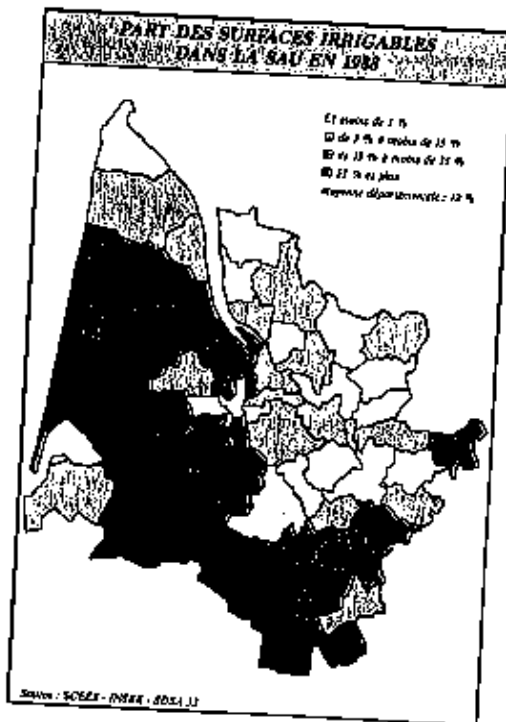 PART DES SURFACES IRRIGABLES
DANS LA SAU EN 1988
moins de 5 %
de 5 % à moins de 15 %
de 15 % à moins de 25 %
25 % et plus
moyenne départementale : 12 %
Source : SCEES - INSEE - DDSA 33